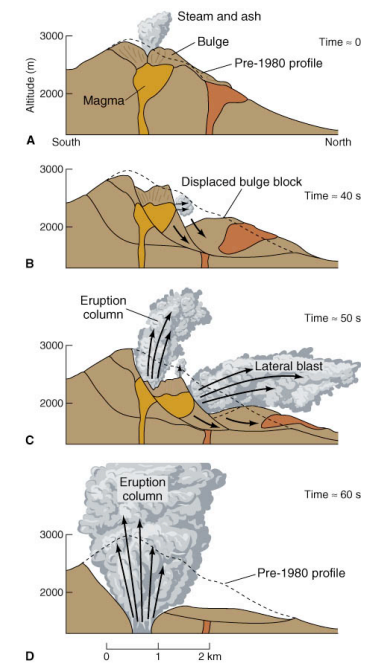 Steam and ash
3000
Bulge
Time ≈ 0
Pre-1980 profile
Altitude (m)
2000
Magma
A
South
North
3000
Displaced bulge block
Time ≈ 40 s
2000
B
Eruption
column
Time ≈ 50 s
3000
Lateral blast
2000
C
Eruption
column
Time ≈ 60 s
3000
Pre-1980 profile
2000
D
0 1 2 km